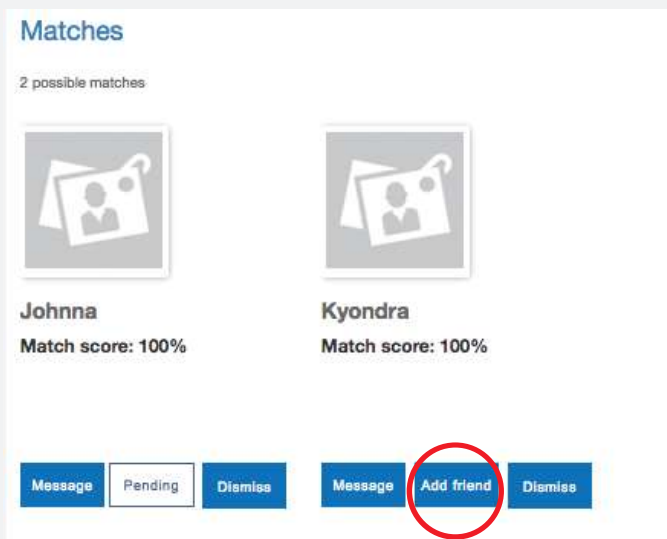 Matches
2 possible matches
Johnna
Match score: 100%
Message Pending Dismiss
Kyondra
Match score: 100%
Message Add friend Dismiss